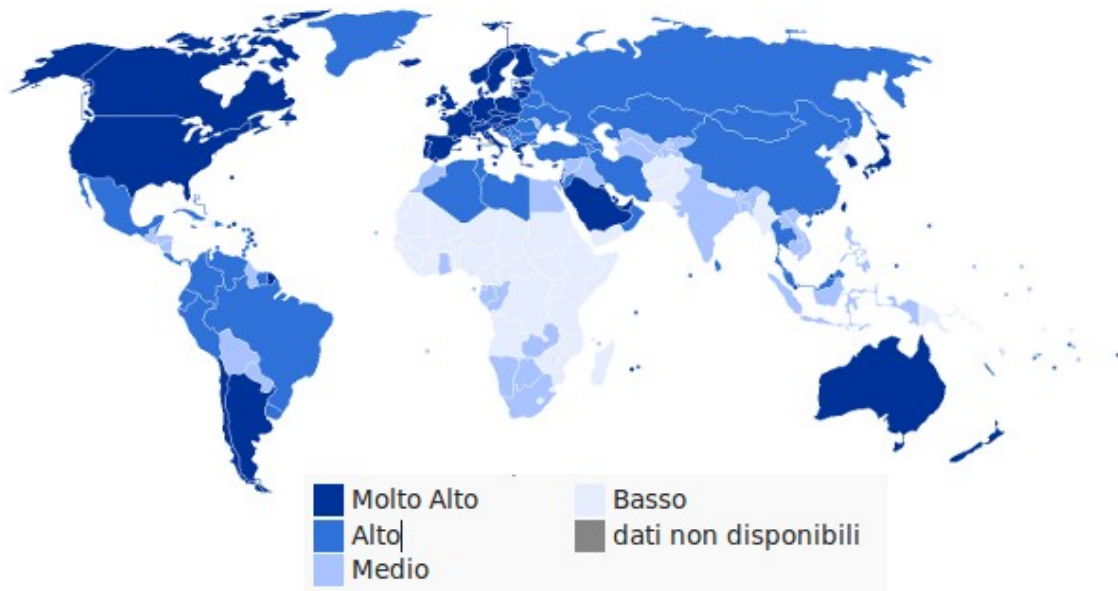 Molto Alto
Alto
Medio
Basso
dati non disponibili